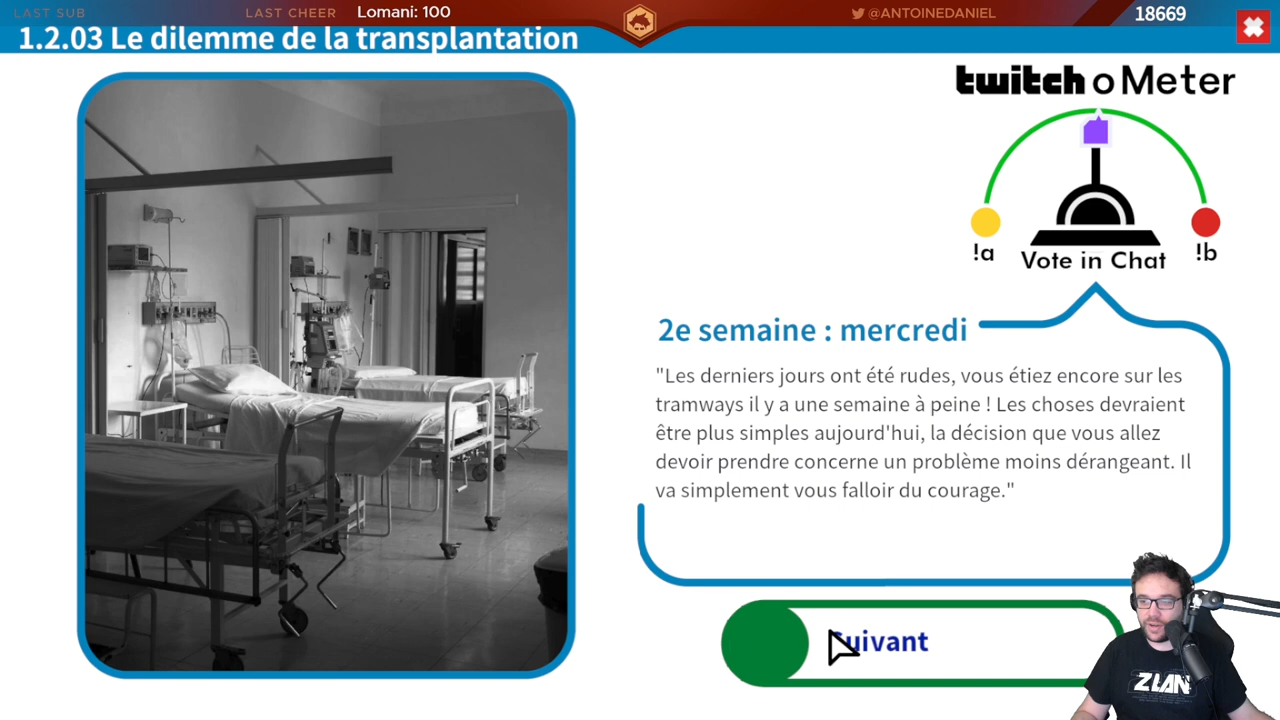 LAST SUB
LAST CHEER
Lomani: 100
@ANTOINEDANIEL
18669
1.2.03 Le dilemme de la transplantation
twitch o Meter
!a
Vote in Chat
!b
2e semaine : mercredi
"Les derniers jours ont été rudes, vous étiez encore sur les
tramways il y a une semaine à peine ! Les choses devraient
être plus simples aujourd'hui, la décision que vous allez
devoir prendre concerne un problème moins dérangeant. Il
va simplement vous falloir du courage."
Suivant
ZLAN